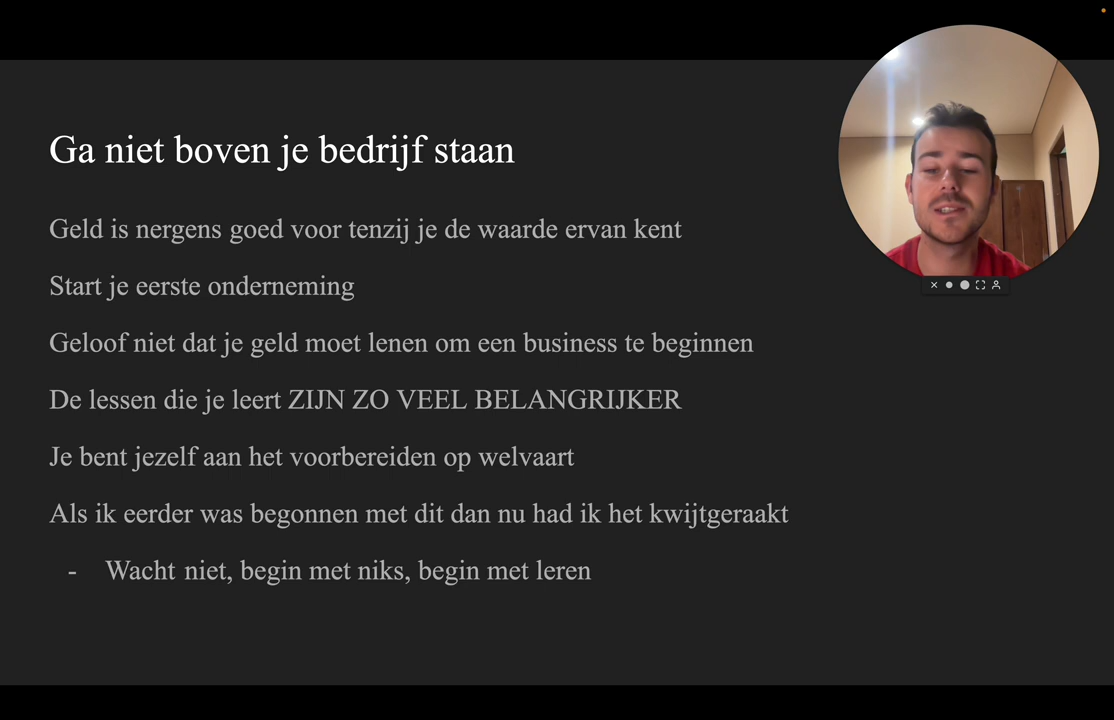 Ga niet boven je bedrijf staan
Geld is nergens goed voor tenzij je de waarde ervan kent
Start je eerste onderneming
Geloof niet dat je geld moet lenen om een business te beginnen
De lessen die je leert ZIJN ZO VEEL BELANGRIJKER
Je bent jezelf aan het voorbereiden op welvaart
Als ik eerder was begonnen met dit dan nu had ik het kwijtgeraakt
- Wacht niet, begin met niks, begin met leren